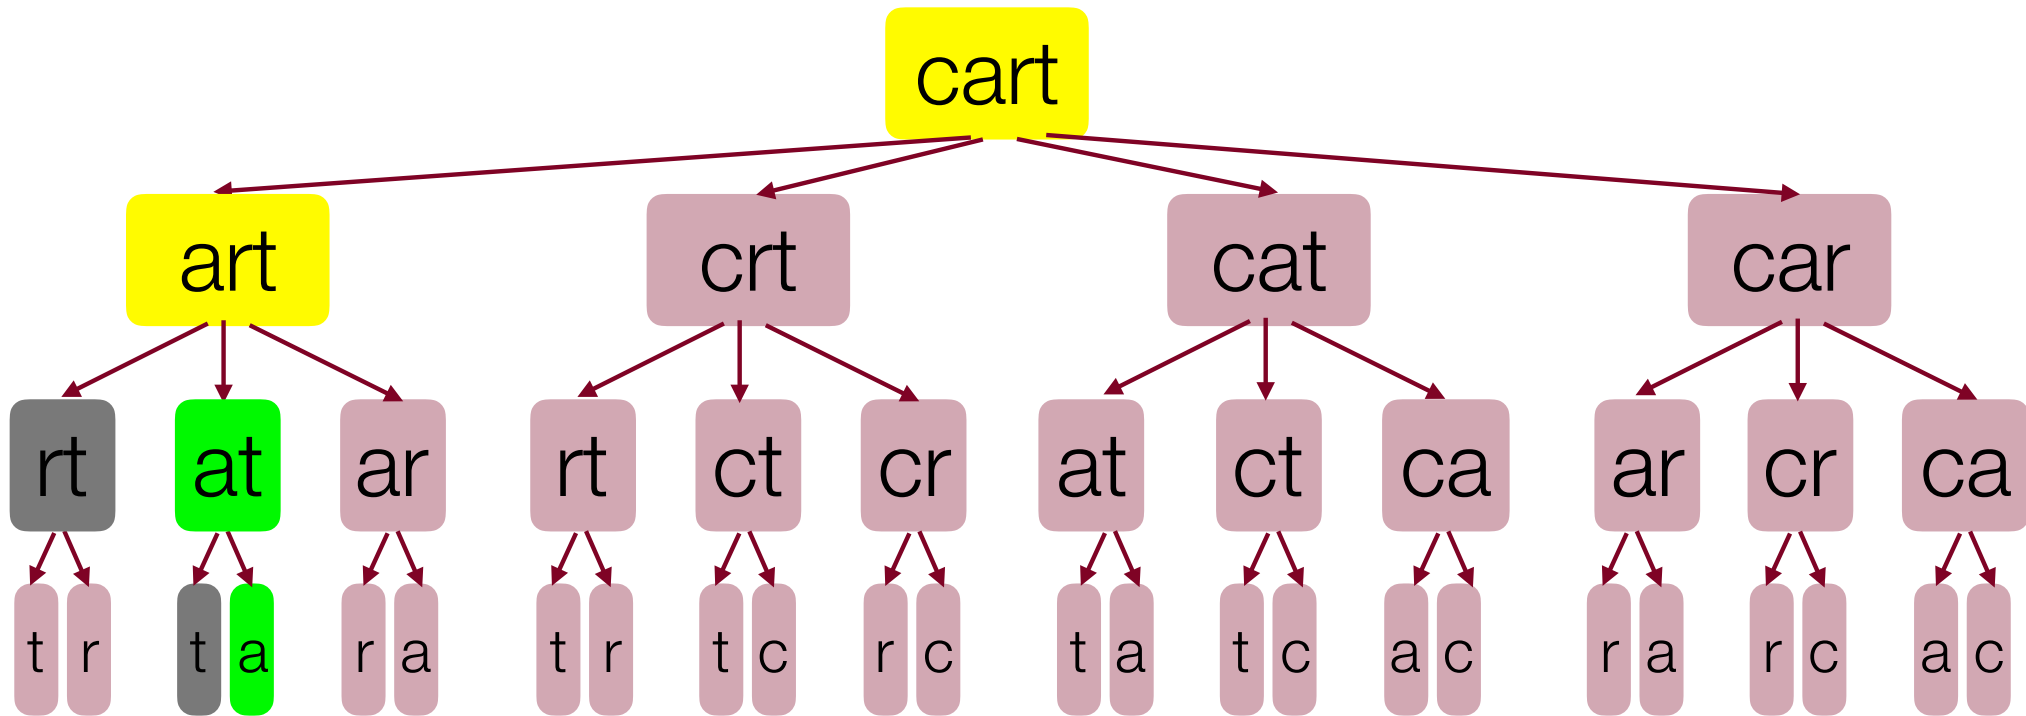 cart
art crt cat car
rt at ar rt ct cr at ct ca ar cr ca
t r t a r a t r t c r c t a t c a c r a r c a c